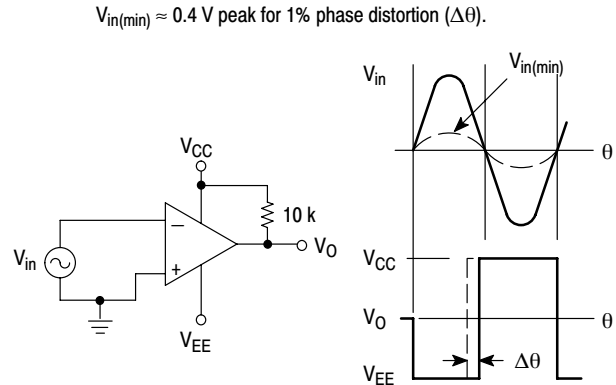 V_in(min) ≈ 0.4 V peak for 1% phase distortion (Δθ).
V_in
V_in(min)
θ
V_CC
10 k
−
+
V_in
V_O
V_EE
V_CC
V_O
θ
V_EE
Δθ